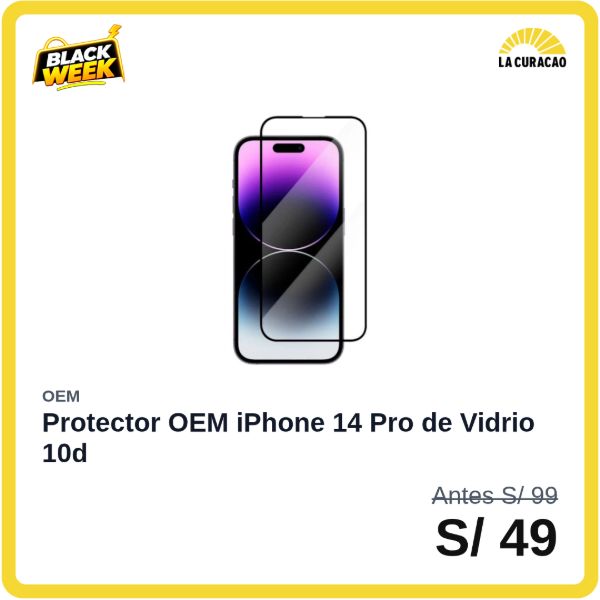 BLACK
WEEK
LA CURACAO
OEM
Protector OEM iPhone 14 Pro de Vidrio
10d
Antes S/ 99
S/ 49